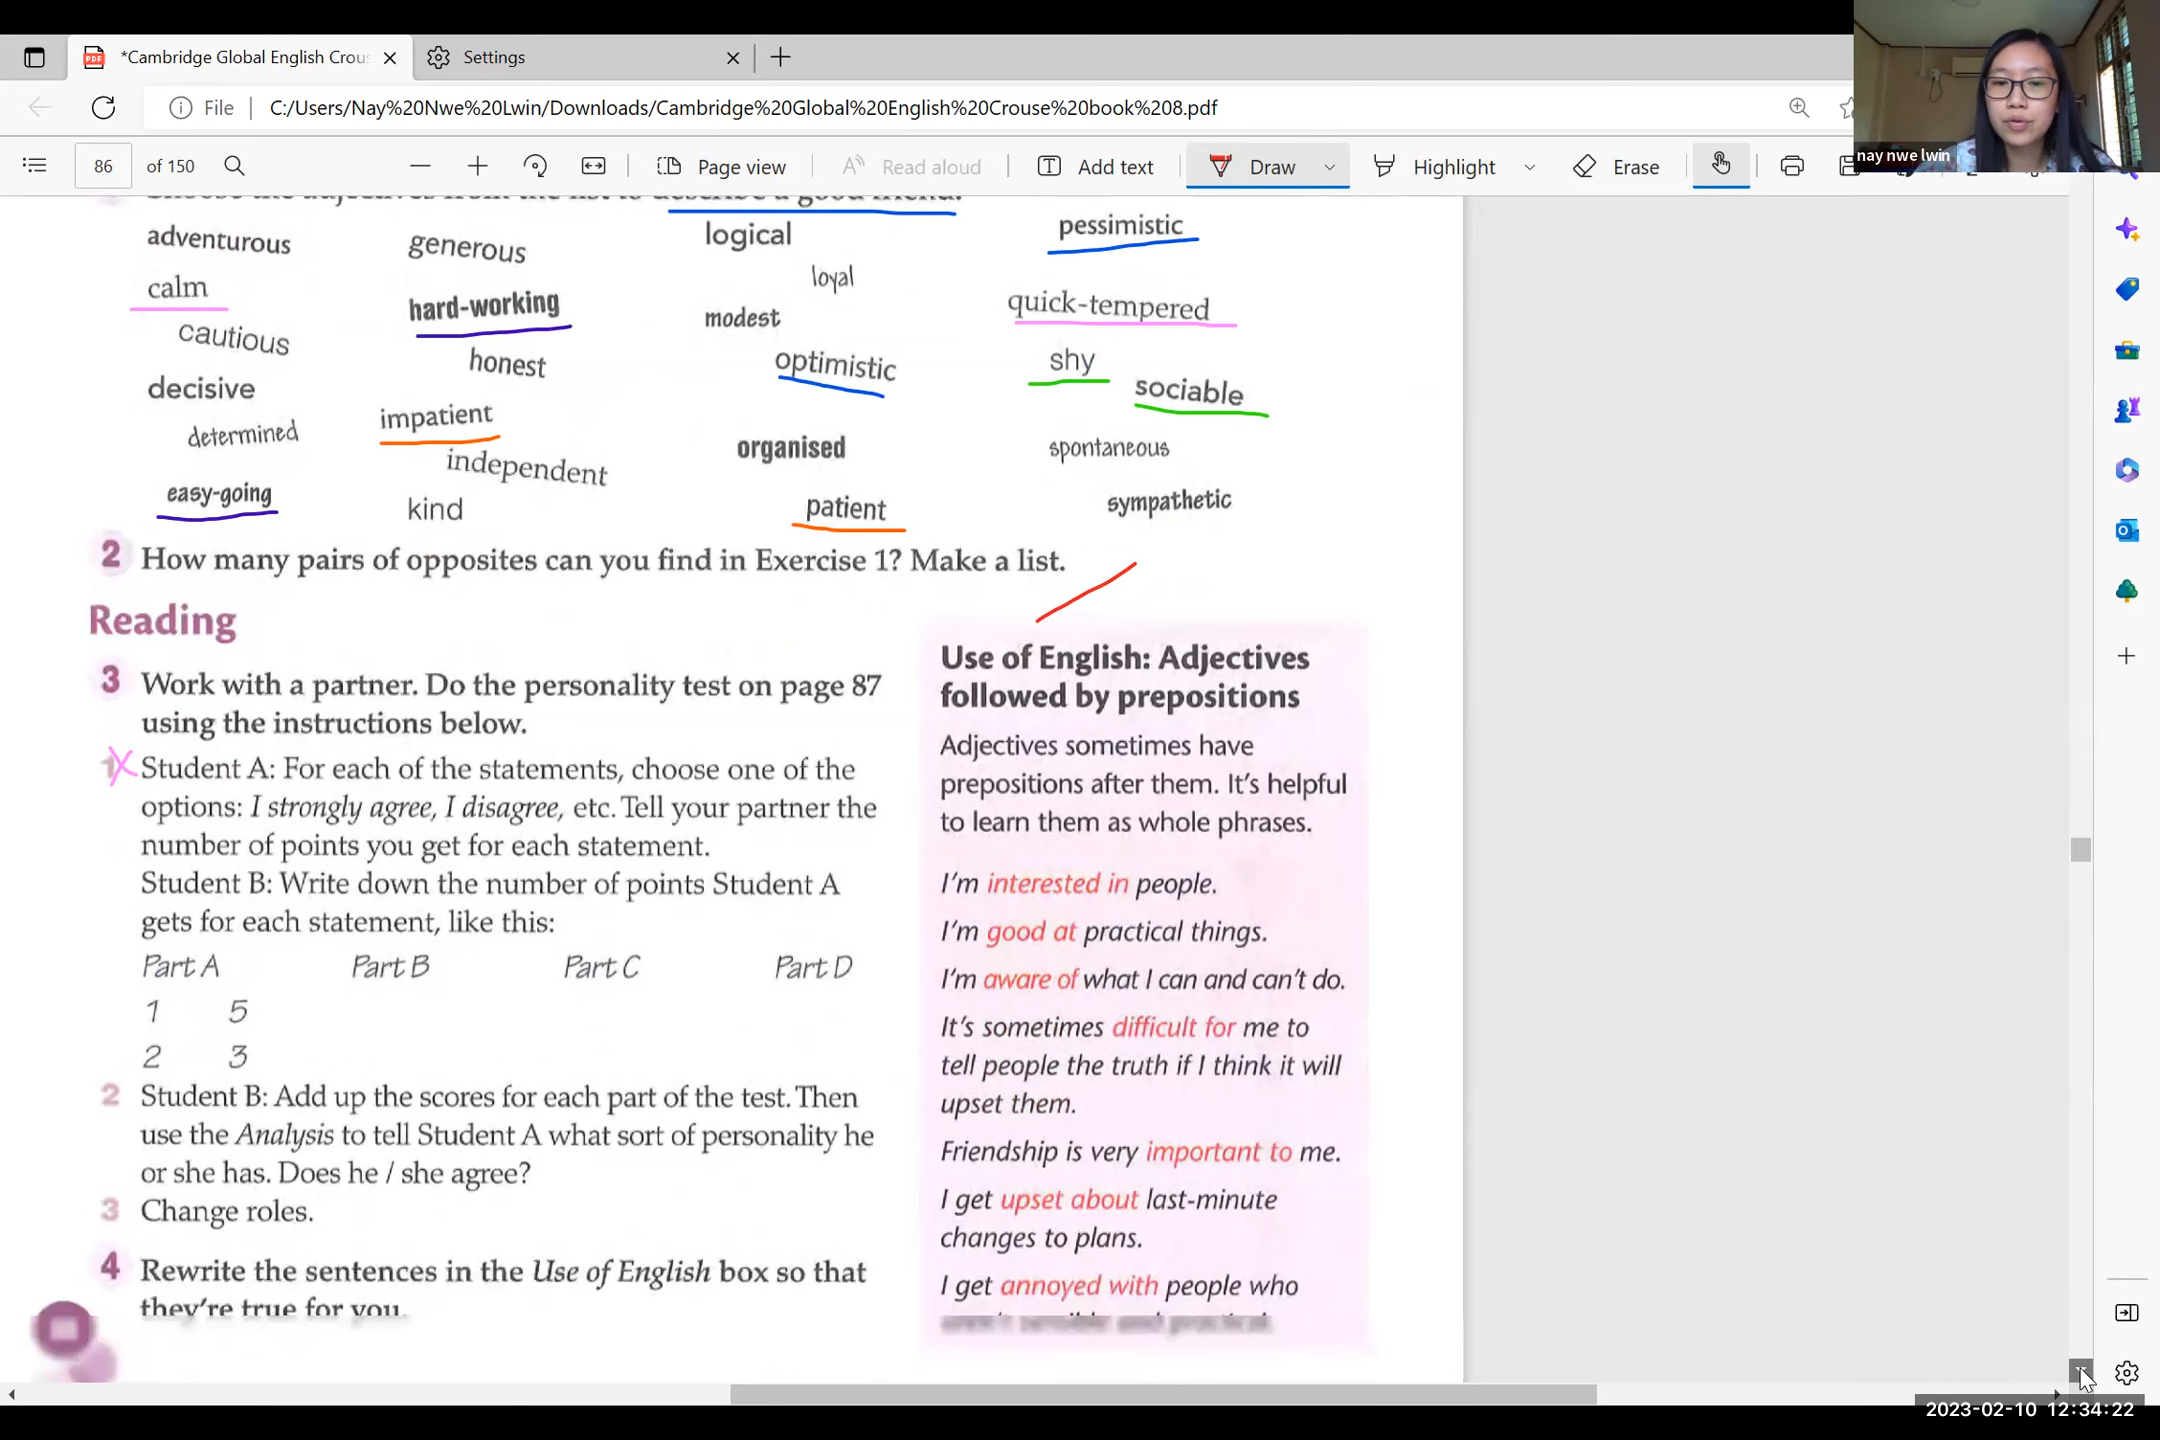 *Cambridge Global English Crou
Settings
File
C:/Users/Nay%20Nwe%20Lwin/Downloads/Cambridge%20Global%20English%20Crouse%20book%208.pdf
nay nwe lwin
86 of 150
Page view
Read aloud
Add text
Draw
Highlight
Erase
describe a good friend.
adventurous
generous
logical
pessimistic
calm
hard-working
loyal
quick-tempered
cautious
modest
honest
optimistic
shy
decisive
sociable
determined
impatient
organised
spontaneous
independent
easy-going
kind
patient
sympathetic
2 How many pairs of opposites can you find in Exercise 1? Make a list.
Reading
3 Work with a partner. Do the personality test on page 87
using the instructions below.
1 Student A: For each of the statements, choose one of the
options: I strongly agree, I disagree, etc. Tell your partner the
number of points you get for each statement.
Student B: Write down the number of points Student A
gets for each statement, like this:
Part A Part B Part C Part D
1 5
2 3
2 Student B: Add up the scores for each part of the test. Then
use the Analysis to tell Student A what sort of personality he
or she has. Does he / she agree?
3 Change roles.
4 Rewrite the sentences in the Use of English box so that
they're true for you.
Use of English: Adjectives
followed by prepositions
Adjectives sometimes have
prepositions after them. It's helpful
to learn them as whole phrases.
I'm interested in people.
I'm good at practical things.
I'm aware of what I can and can't do.
It's sometimes difficult for me to
tell people the truth if I think it will
upset them.
Friendship is very important to me.
I get upset about last-minute
changes to plans.
I get annoyed with people who
2023-02-10 12:34:22